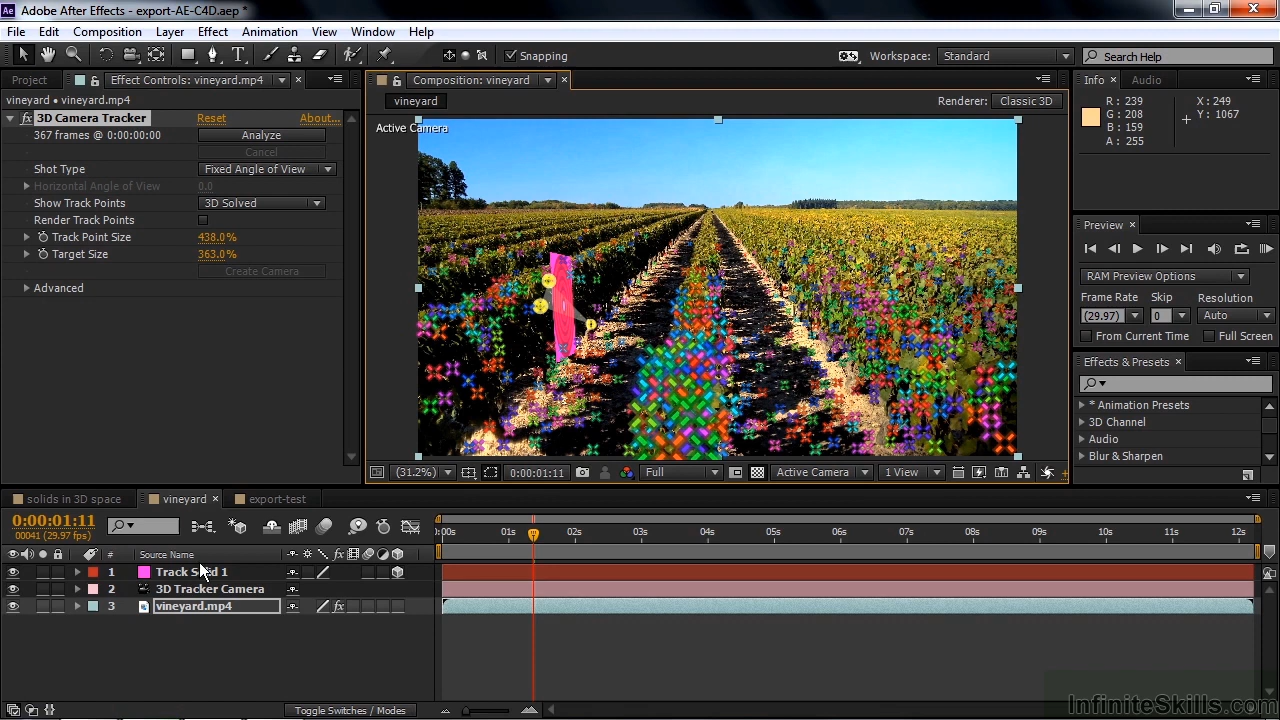 Ae Adobe After Effects - export-AE-C4D.aep *
File Edit Composition Layer Effect Animation View Window Help
T Snapping Workspace: Standard Search Help
Project Effect Controls: vineyard.mp4
vineyard • vineyard.mp4
fx 3D Camera Tracker Reset About...
367 frames @ 0:00:00:00 Analyze
Cancel
Shot Type Fixed Angle of View
Horizontal Angle of View 0.0
Show Track Points 3D Solved
Render Track Points
Track Point Size 438.0%
Target Size 363.0%
Create Camera
Advanced
Composition: vineyard
vineyard Renderer: Classic 3D
Active Camera
(31.2%) 0:00:01:11 Full Active Camera 1 View
Info Audio
R : 239 X : 249
G : 208 Y : 1067
B : 159
A : 255
Preview
RAM Preview Options
Frame Rate Skip Resolution
(29.97) 0 Auto
From Current Time Full Screen
Effects & Presets
* Animation Presets
3D Channel
Audio
Blur & Sharpen
solids in 3D space vineyard export-test
0:00:01:11
00041 (29.97 fps)
:00s 01s 02s 03s 04s 05s 06s 07s 08s 09s 10s 11s 12s
# Source Name fx
1 Track Solid 1
2 3D Tracker Camera
3 vineyard.mp4 fx
Toggle Switches / Modes
InfiniteSkills.com